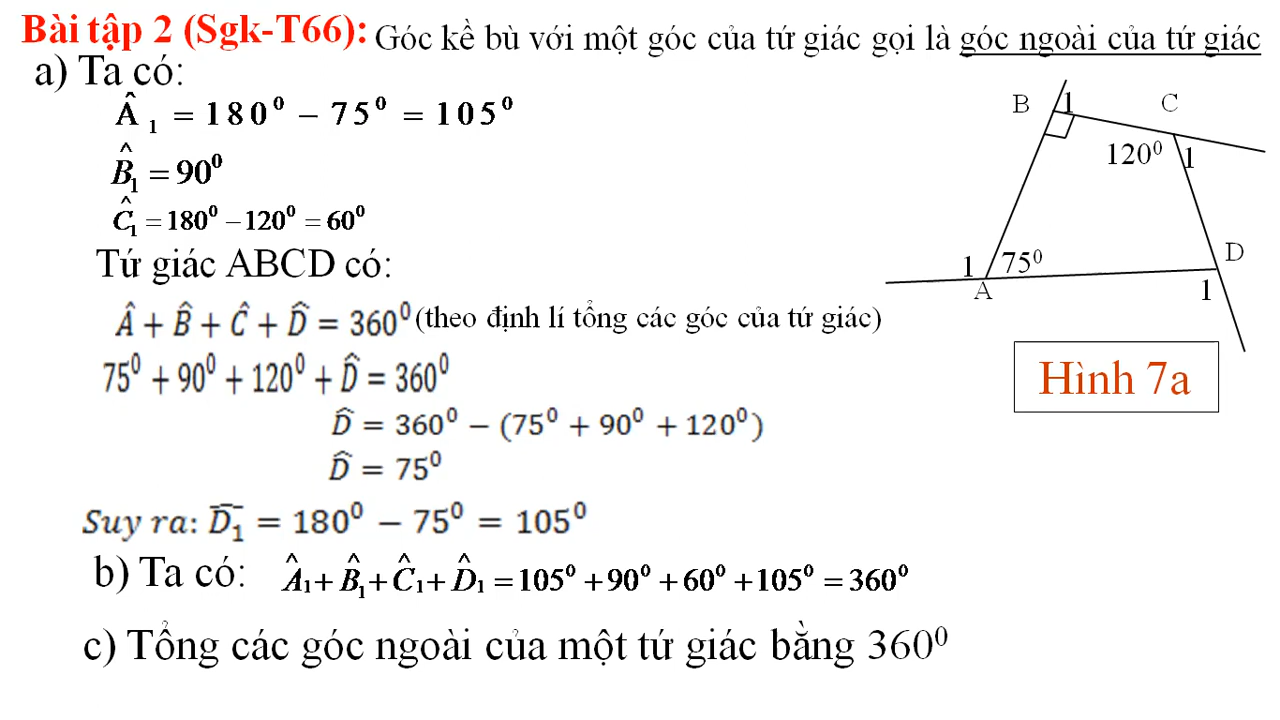 Bài tập 2 (Sgk-T66): Góc kề bù với một góc của tứ giác gọi là góc ngoài của tứ giác
a) Ta có:
Â₁ = 180⁰ − 75⁰ = 105⁰
B̂₁ = 90⁰
Ĉ₁ = 180⁰ − 120⁰ = 60⁰
Tứ giác ABCD có:
Â + B̂ + Ĉ + D̂ = 360⁰ (theo định lí tổng các góc của tứ giác)
75⁰ + 90⁰ + 120⁰ + D̂ = 360⁰
D̂ = 360⁰ − (75⁰ + 90⁰ + 120⁰)
D̂ = 75⁰
Suy ra: D̂₁ = 180⁰ − 75⁰ = 105⁰
b) Ta có: Â₁ + B̂₁ + Ĉ₁ + D̂₁ = 105⁰ + 90⁰ + 60⁰ + 105⁰ = 360⁰
c) Tổng các góc ngoài của một tứ giác bằng 360⁰
B 1 C
120⁰ 1
D
1 75⁰
A 1
Hình 7a